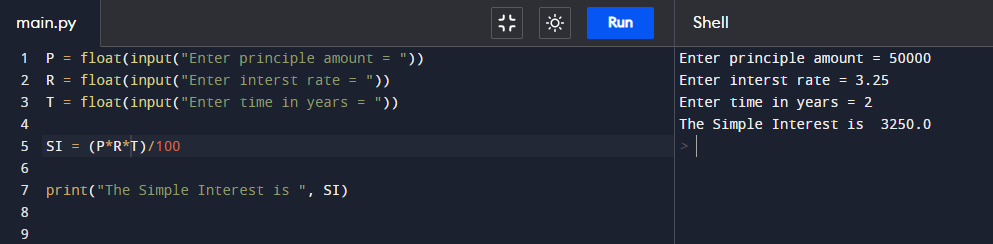 main.py
Run
Shell
1 P = float(input("Enter principle amount = "))
2 R = float(input("Enter interst rate = "))
3 T = float(input("Enter time in years = "))
4
5 SI = (P*R*T)/100
6
7 print("The Simple Interest is ", SI)
8
9
Enter principle amount = 50000
Enter interst rate = 3.25
Enter time in years = 2
The Simple Interest is  3250.0
>